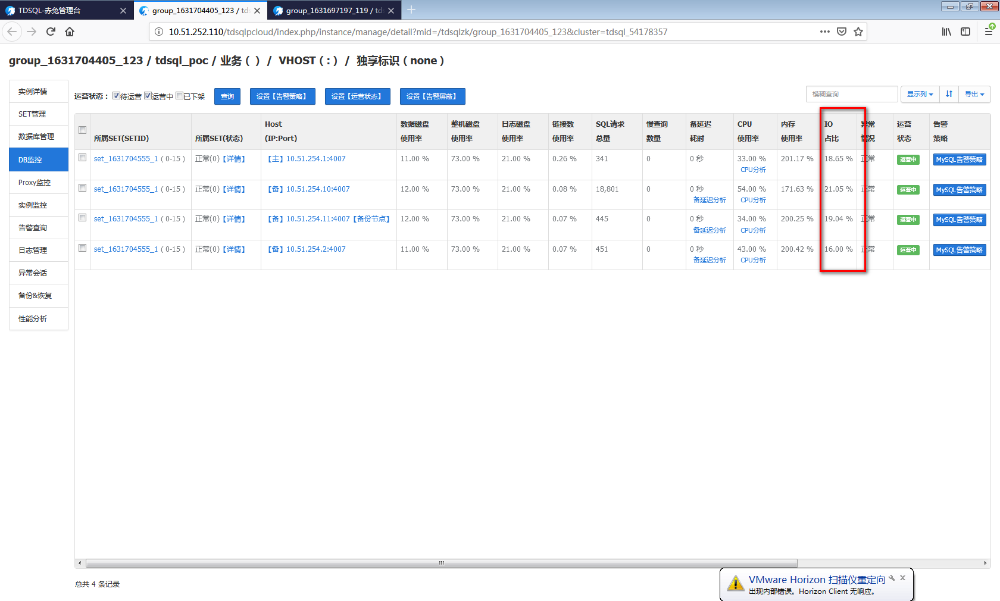 TDSQL-赤兔管理台
group_1631704405_123 / tds
group_1631697197_119 / tds
10.51.252.110/tdsqlpcloud/index.php/instance/manage/detail?mid=/tdsqlzk/group_1631704405_123&cluster=tdsql_54178357
group_1631704405_123 / tdsql_poc / 业务 ( ) / VHOST ( : ) / 独享标识 ( none )
实例详情
SET管理
数据库管理
DB监控
Proxy监控
实例监控
告警查询
日志管理
异常会话
备份&恢复
性能分析
运营状态： 待运营 运营中 已下架 查询 设置【告警策略】 设置【运营状态】 设置【告警屏蔽】 模糊查询 显示列 导出
所属SET(SETID) 所属SET(状态) Host (IP:Port) 数据磁盘使用率 整机磁盘使用率 日志磁盘使用率 链接数使用率 SQL请求总量 慢查询数量 备延迟耗时 CPU使用率 内存使用率 IO占比 异常情况 运营状态 告警策略
set_1631704555_1 ( 0-15 ) 正常(0)【详情】 【主】10.51.254.1:4007 11.00 % 73.00 % 21.00 % 0.26 % 341 0 0 秒 33.00 % 201.17 % 18.65 % 正常 运营中 MySQL告警策略
CPU分析
set_1631704555_1 ( 0-15 ) 正常(0)【详情】 【备】10.51.254.10:4007 12.00 % 73.00 % 21.00 % 0.08 % 18,801 0 0 秒 54.00 % 171.63 % 21.05 % 正常 运营中 MySQL告警策略
备延迟分析 CPU分析
set_1631704555_1 ( 0-15 ) 正常(0)【详情】 【备】10.51.254.11:4007【备份节点】 12.00 % 73.00 % 21.00 % 0.07 % 445 0 0 秒 34.00 % 200.25 % 19.04 % 正常 运营中 MySQL告警策略
备延迟分析 CPU分析
set_1631704555_1 ( 0-15 ) 正常(0)【详情】 【备】10.51.254.2:4007 11.00 % 73.00 % 21.00 % 0.07 % 451 0 0 秒 43.00 % 200.42 % 16.00 % 正常 运营中 MySQL告警策略
备延迟分析 CPU分析
总共 4 条记录
VMware Horizon 扫描仪重定向
出现内部错误。Horizon Client 无响应。